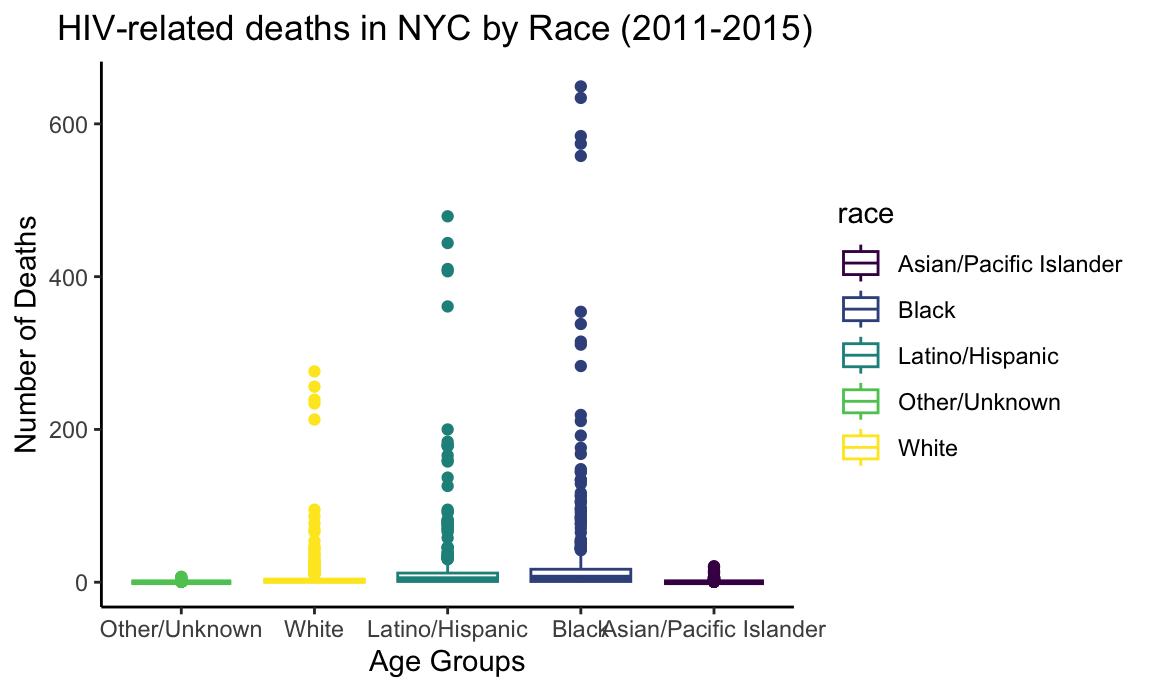 HIV-related deaths in NYC by Race (2011-2015)
Number of Deaths
600
400
200
0
Other/Unknown
White
Latino/Hispanic
Black
Asian/Pacific Islander
Age Groups
race
Asian/Pacific Islander
Black
Latino/Hispanic
Other/Unknown
White